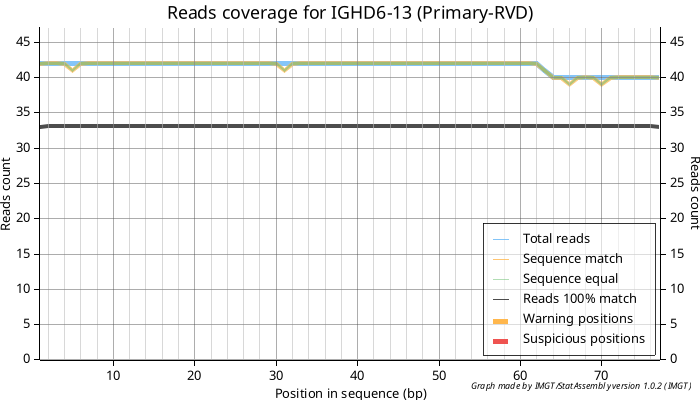 Reads coverage for IGHD6-13 (Primary-RVD)
45
40
35
30
25
20
15
10
5
0
Reads count
45
40
35
30
25
20
15
10
5
0
Reads count
Total reads
Sequence match
Sequence equal
Reads 100% match
Warning positions
Suspicious positions
10 20 30 40 50 60 70
Position in sequence (bp)
Graph made by IMGT/StatAssembly version 1.0.2 (IMGT)